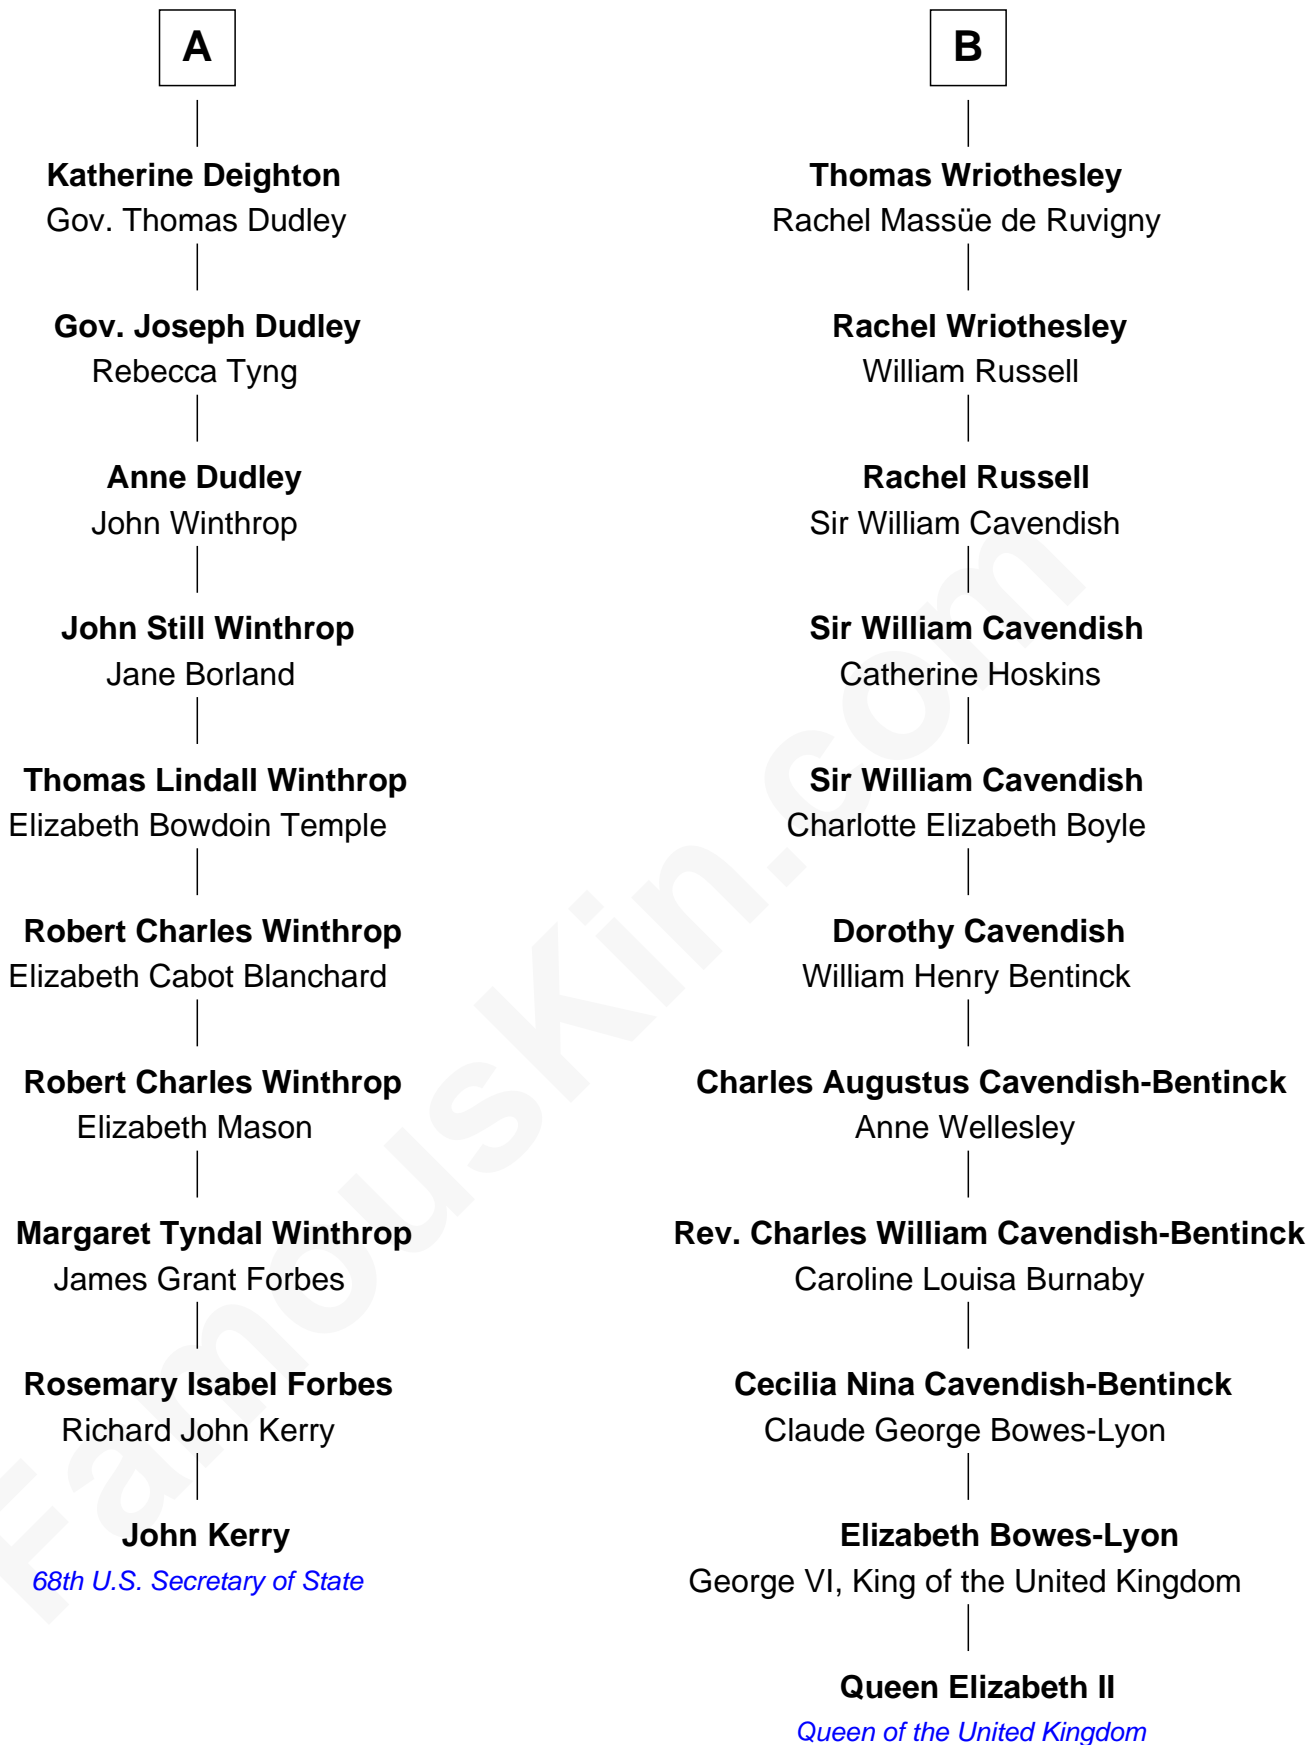 A
Katherine Deighton
Gov. Thomas Dudley
Gov. Joseph Dudley
Rebecca Tyng
Anne Dudley
John Winthrop
John Still Winthrop
Jane Borland
Thomas Lindall Winthrop
Elizabeth Bowdoin Temple
Robert Charles Winthrop
Elizabeth Cabot Blanchard
Robert Charles Winthrop
Elizabeth Mason
Margaret Tyndal Winthrop
James Grant Forbes
Rosemary Isabel Forbes
Richard John Kerry
John Kerry
68th U.S. Secretary of State
B
Thomas Wriothesley
Rachel Massüe de Ruvigny
Rachel Wriothesley
William Russell
Rachel Russell
Sir William Cavendish
Sir William Cavendish
Catherine Hoskins
Sir William Cavendish
Charlotte Elizabeth Boyle
Dorothy Cavendish
William Henry Bentinck
Charles Augustus Cavendish-Bentinck
Anne Wellesley
Rev. Charles William Cavendish-Bentinck
Caroline Louisa Burnaby
Cecilia Nina Cavendish-Bentinck
Claude George Bowes-Lyon
Elizabeth Bowes-Lyon
George VI, King of the United Kingdom
Queen Elizabeth II
Queen of the United Kingdom
FamousKin.com